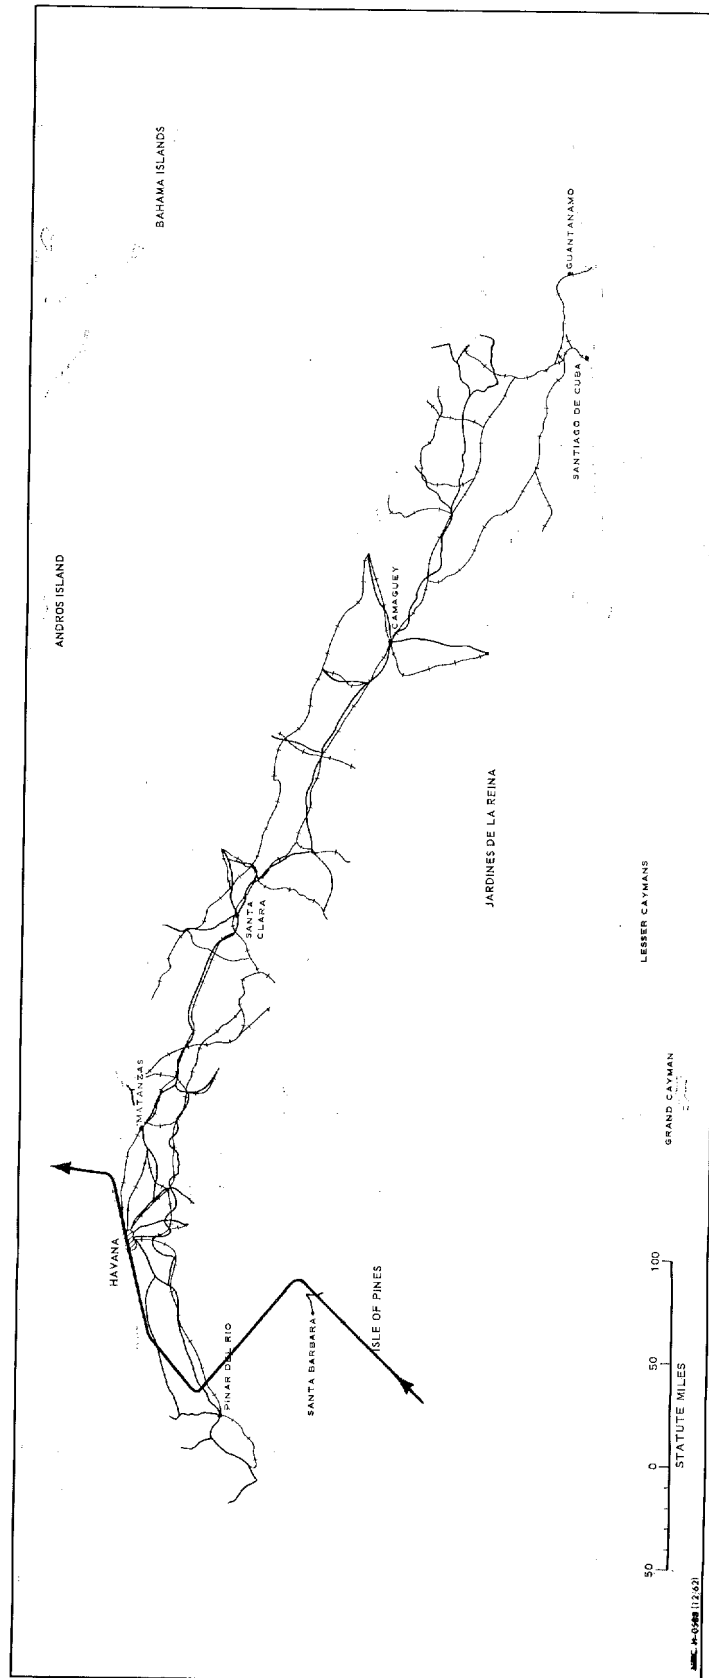 BAHAMA ISLANDS
ANDROS ISLAND
GUANTANAMO
SANTIAGO DE CUBA
CAMAGUEY
JARDINES DE LA REINA
SANTA
CLARA
LESSER CAYMANS
MATANZAS
GRAND CAYMAN
HAVANA
PINAR DEL RIO
SANTA BARBARA
ISLE OF PINES
50 0 50 100
STATUTE MILES
(12/62)